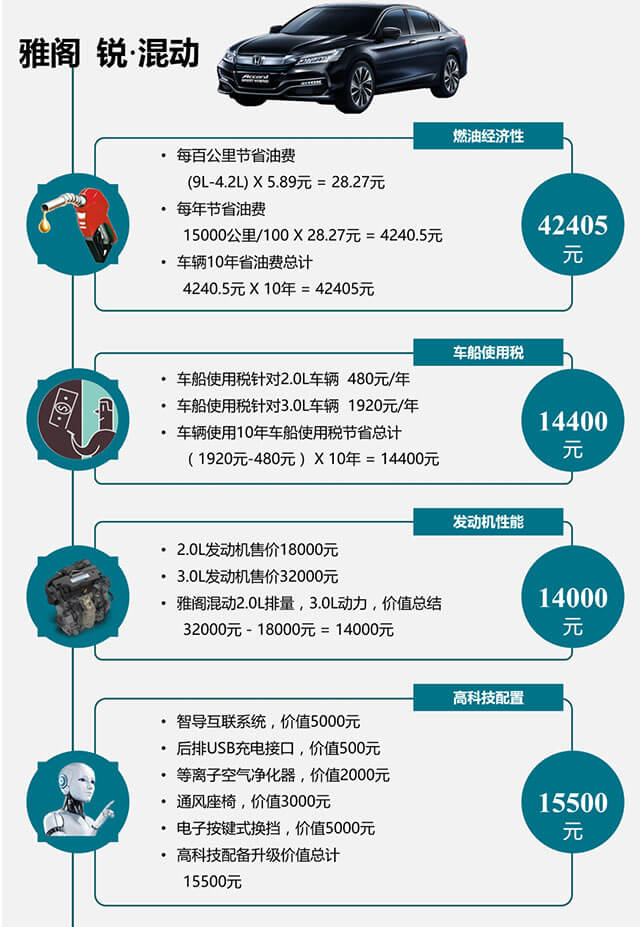 雅阁 锐·混动
Accord
燃油经济性
• 每百公里节省油费
(9L-4.2L) X 5.89元 = 28.27元
• 每年节省油费
15000公里/100 X 28.27元 = 4240.5元
• 车辆10年省油费总计
4240.5元 X 10年 = 42405元
42405
元
车船使用税
• 车船使用税针对2.0L车辆 480元/年
• 车船使用税针对3.0L车辆 1920元/年
• 车辆使用10年车船使用税节省总计
（1920元-480元） X 10年 = 14400元
14400
元
发动机性能
• 2.0L发动机售价18000元
• 3.0L发动机售价32000元
• 雅阁混动2.0L排量，3.0L动力，价值总结
32000元 - 18000元 = 14000元
14000
元
高科技配置
• 智导互联系统，价值5000元
• 后排USB充电接口，价值500元
• 等离子空气净化器，价值2000元
• 通风座椅，价值3000元
• 电子按键式换挡，价值5000元
• 高科技配备升级价值总计
15500元
15500
元